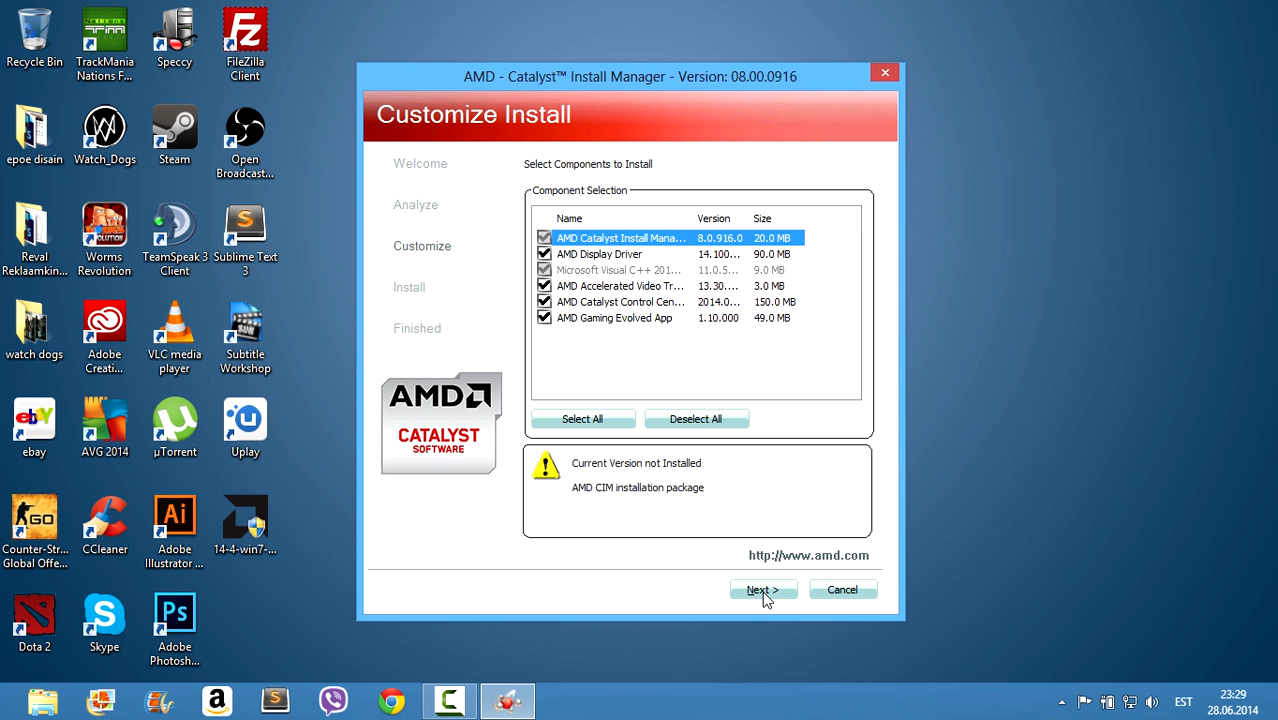 Recycle Bin
TrackMania
Nations F...
Speccy
FileZilla
Client
epoe disain
Watch_Dogs
Steam
Open
Broadcast...
Reval
Reklaamkin...
Worms
Revolution
TeamSpeak 3
Client
Sublime Text
3
watch dogs
Adobe
Creati...
VLC media
player
Subtitle
Workshop
ebay
AVG 2014
µTorrent
Uplay
Counter-Str...
Global Offe...
CCleaner
Adobe
Illustrator ...
14-4-win7-...
Dota 2
Skype
Adobe
Photosh...
AMD - Catalyst™ Install Manager - Version: 08.00.0916
Customize Install
Welcome
Analyze
Customize
Install
Finished
AMD
CATALYST
SOFTWARE
Select Components to Install
Component Selection
Name Version Size
AMD Catalyst Install Mana... 8.0.916.0 20.0 MB
AMD Display Driver 14.100... 90.0 MB
Microsoft Visual C++ 201... 11.0.5... 9.0 MB
AMD Accelerated Video Tr... 13.30.... 3.0 MB
AMD Catalyst Control Cen... 2014.0... 150.0 MB
AMD Gaming Evolved App 1.10.000 49.0 MB
Select All Deselect All
Current Version not Installed
AMD CIM installation package
http://www.amd.com
Next > Cancel
EST
23:29
28.06.2014